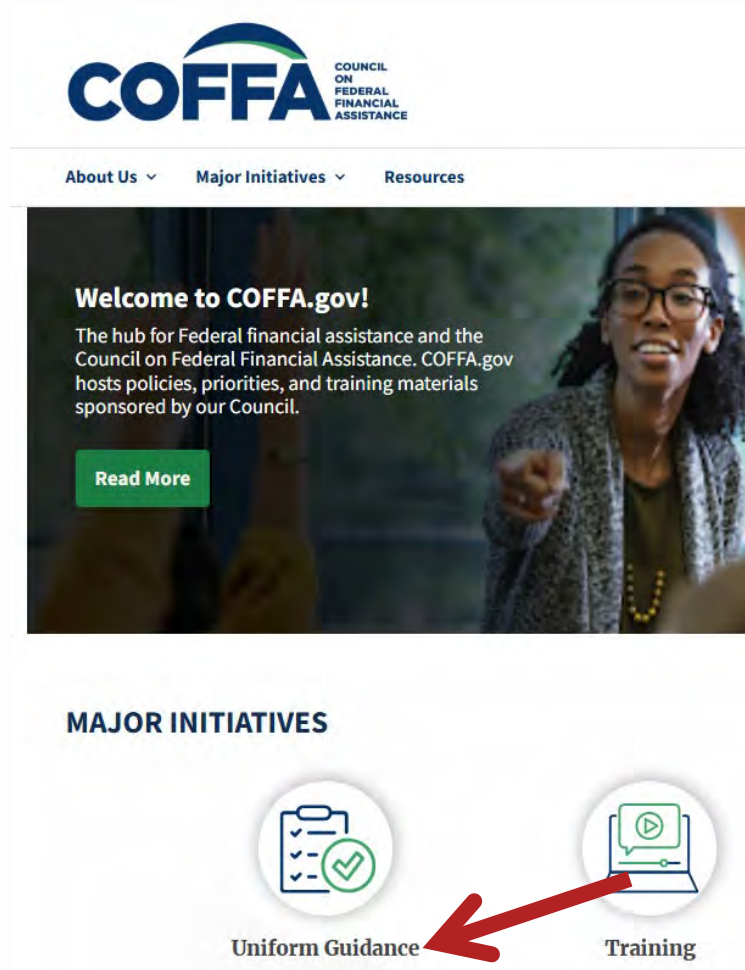 COFFA
COUNCIL
ON
FEDERAL
FINANCIAL
ASSISTANCE
About Us
Major Initiatives
Resources
Welcome to COFFA.gov!
The hub for Federal financial assistance and the
Council on Federal Financial Assistance. COFFA.gov
hosts policies, priorities, and training materials
sponsored by our Council.
Read More
MAJOR INITIATIVES
Uniform Guidance
Training